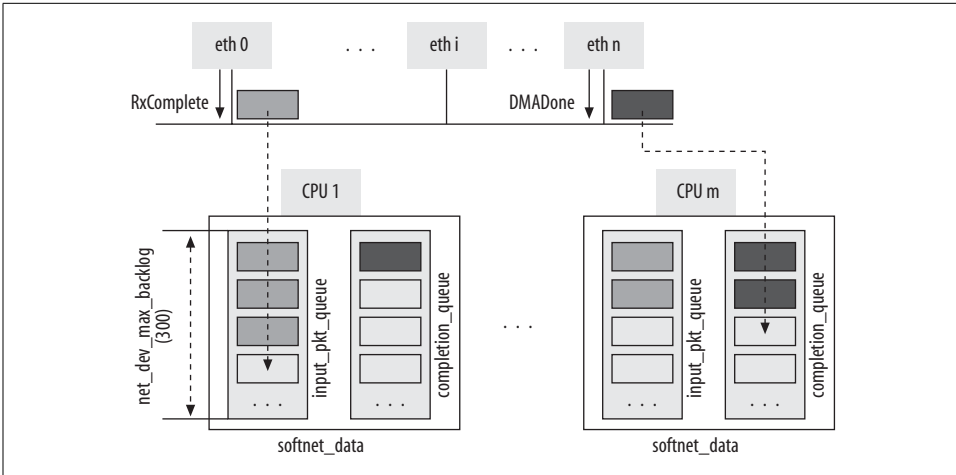 eth 0
. . .
eth i
. . .
eth n
RxComplete
DMADone
CPU 1
CPU m
net_dev_max_backlog
(300)
input_pkt_queue
completion_queue
. . .
input_pkt_queue
completion_queue
. . .
. . .
. . .
. . .
softnet_data
softnet_data